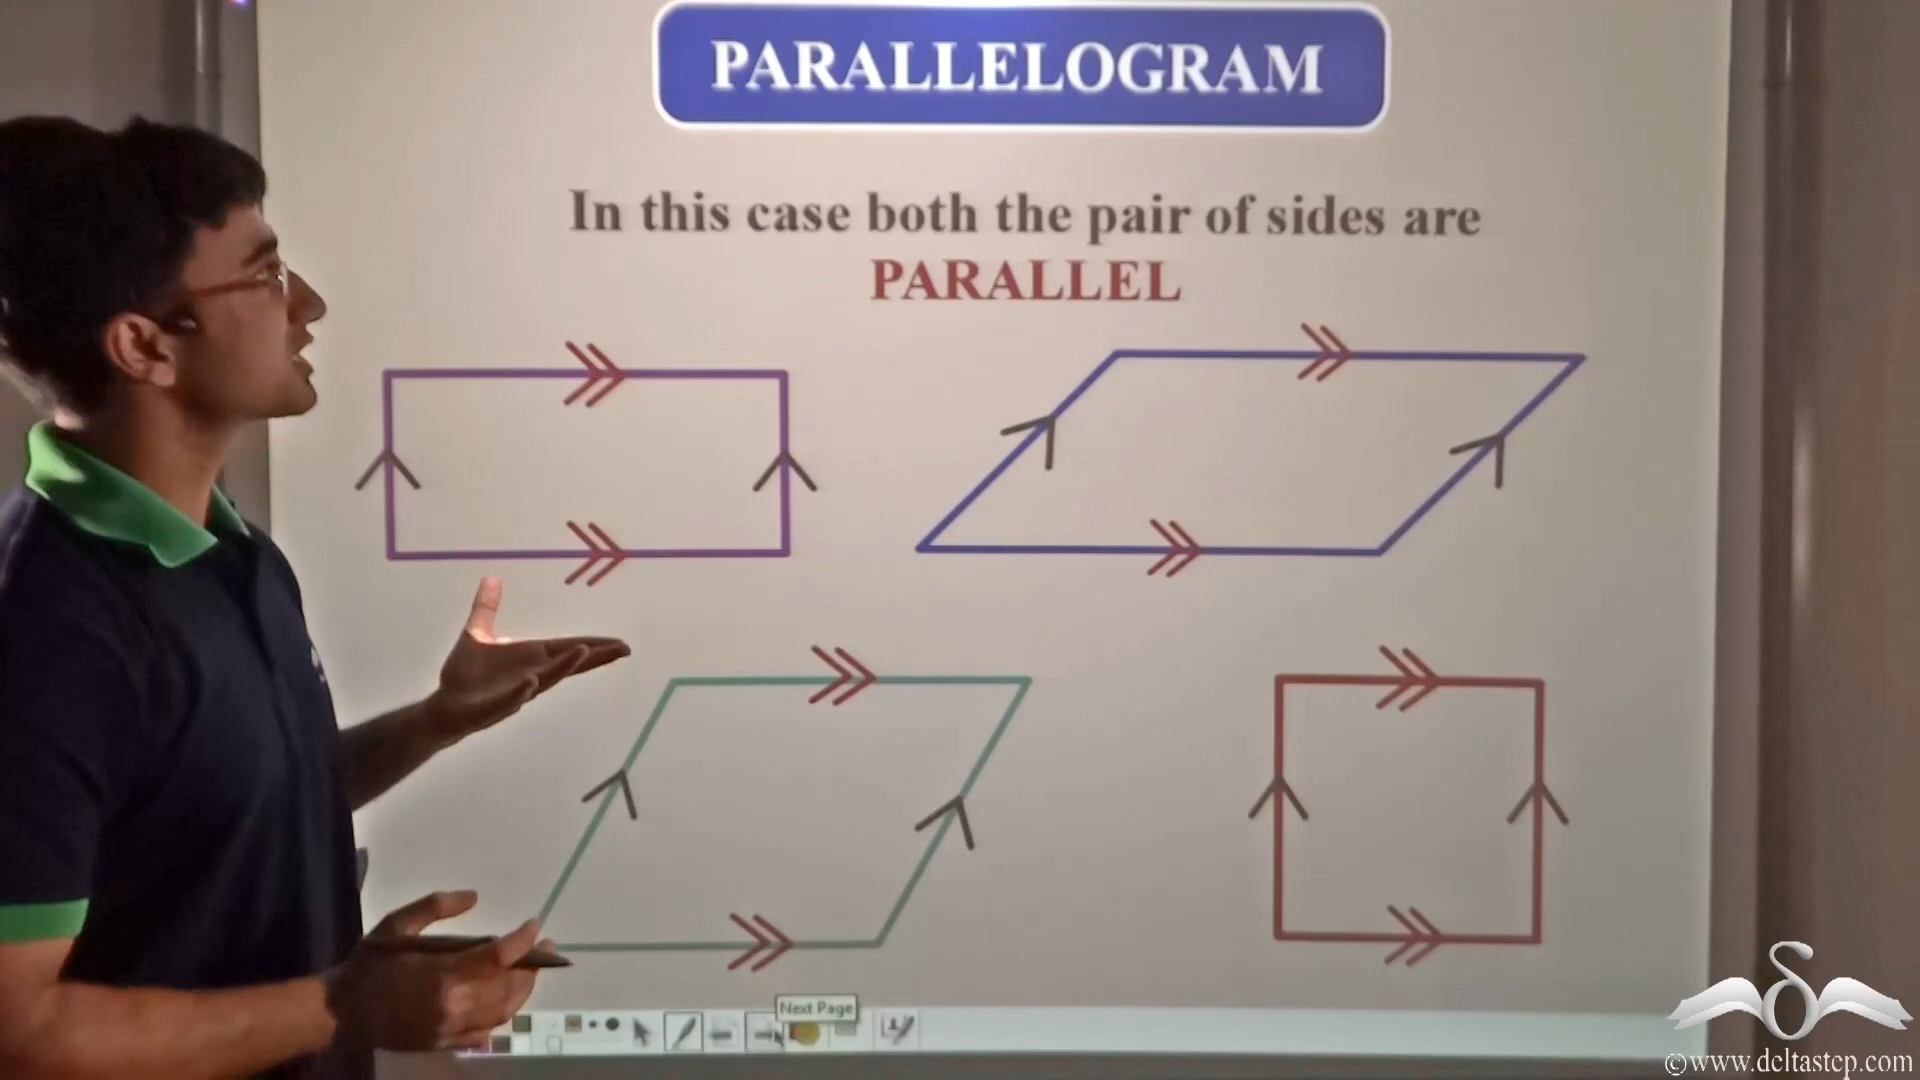 PARALLELOGRAM
In this case both the pair of sides are
PARALLEL
Next Page
©www.deltastep.com